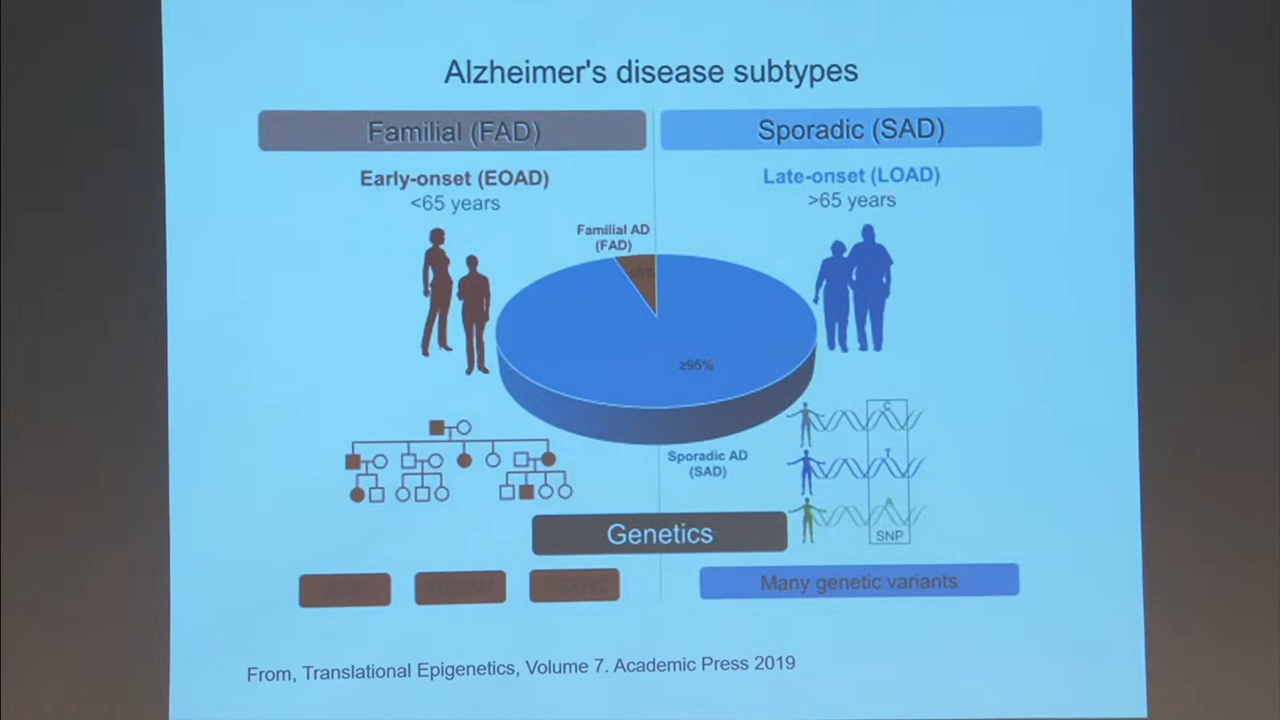 Alzheimer's disease subtypes
Familial (FAD)
Sporadic (SAD)
Early-onset (EOAD)
<65 years
Late-onset (LOAD)
>65 years
Familial AD
(FAD)
≥95%
Sporadic AD
(SAD)
C
T
A
SNP
Genetics
Many genetic variants
From, Translational Epigenetics, Volume 7. Academic Press 2019